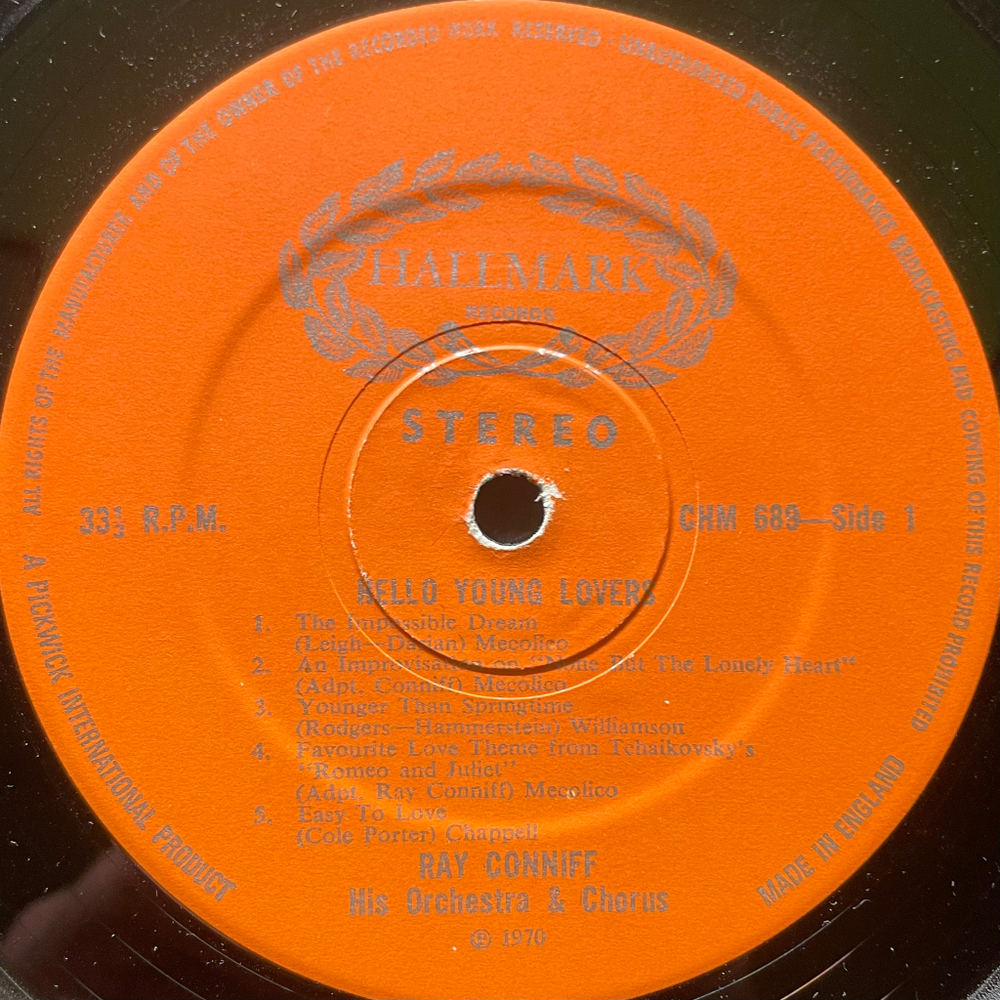 ALL RIGHTS OF THE MANUFACTURER AND OF THE OWNER OF THE RECORDED WORK RESERVED · UNAUTHORISED PUBLIC PERFORMANCE BROADCASTING AND COPYING OF THIS RECORD PROHIBITED
HALLMARK
RECORDS
STEREO
33⅓ R.P.M.
CHM 689—Side 1
HELLO YOUNG LOVERS
1. The Impossible Dream
(Leigh—Darian) Mecolico
2. An Improvisation on "None But The Lonely Heart"
(Adpt. Conniff) Mecolico
3. Younger Than Springtime
(Rodgers—Hammerstein) Williamson
4. Favourite Love Theme from Tchaikovsky's
"Romeo and Juliet"
(Adpt. Ray Conniff) Mecolico
5. Easy To Love
(Cole Porter) Chappell
RAY CONNIFF
His Orchestra & Chorus
℗ 1970
A PICKWICK INTERNATIONAL PRODUCT
MADE IN ENGLAND